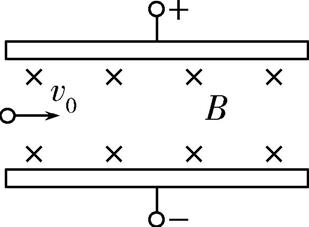 +
× × × ×
v₀
B
× × × ×
−